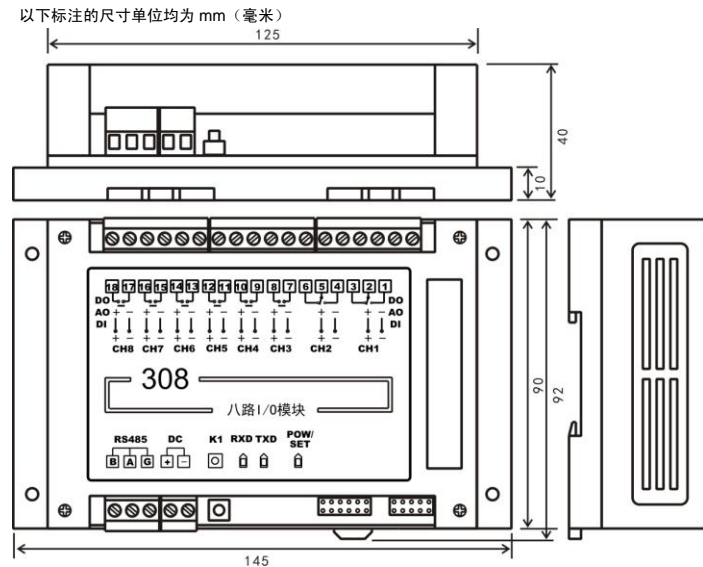 以下标注的尺寸单位均为 mm（毫米）
125
40
10
18 17 16 15 14 13 12 11 10 9 8 7 6 5 4 3 2 1
DO DO
AO + − + − + − + − + − + − + − + − AO
DI + − + − + − + − + − + − + − + − DI
CH8 CH7 CH6 CH5 CH4 CH3 CH2 CH1
308
八路I/O模块
90
92
RS485 DC K1 RXD TXD POW/
SET
B A G + −
145